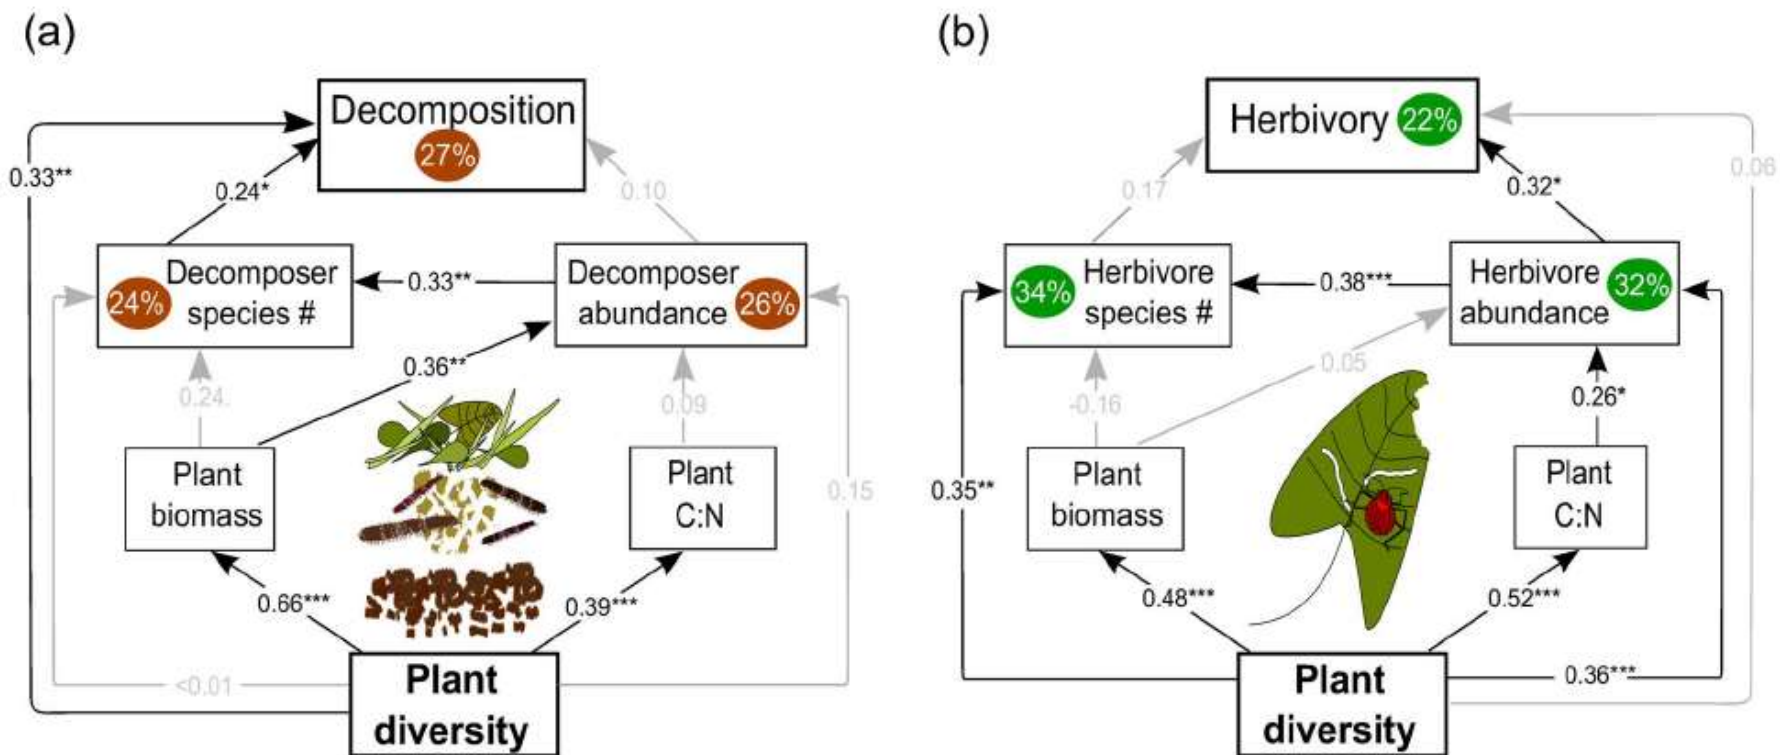 (a)
Decomposition
27%
0.33**
0.24*
0.10
24%
Decomposer
species #
0.33**
Decomposer
abundance
26%
0.36**
0.24.
0.09
Plant
biomass
Plant
C:N
0.15
0.66***
0.39***
<0.01
Plant
diversity
(b)
Herbivory 22%
0.06
0.17
0.32*
34%
Herbivore
species #
0.38***
Herbivore
abundance
32%
0.05
-0.16
0.26*
0.35**
Plant
biomass
Plant
C:N
0.48***
0.52***
0.36***
Plant
diversity